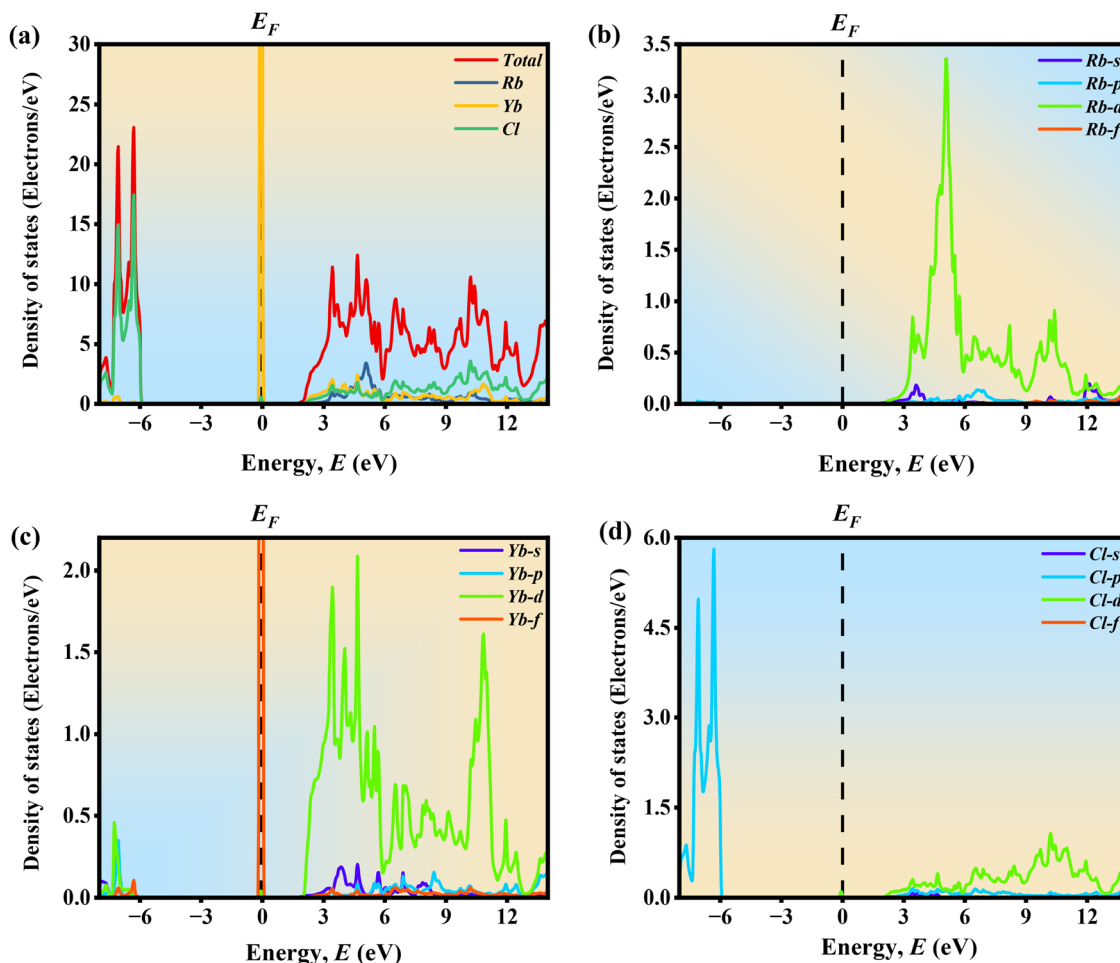 (a)
E_F
30
25
20
15
10
5
0
−6
−3
0
3
6
9
12
Density of states (Electrons/eV)
Energy, E (eV)
Total
Rb
Yb
Cl
(b)
E_F
3.5
3.0
2.5
2.0
1.5
1.0
0.5
0.0
−6
−3
0
3
6
9
12
Density of states (Electrons/eV)
Energy, E (eV)
Rb-s
Rb-p
Rb-d
Rb-f
(c)
E_F
2.0
1.5
1.0
0.5
0.0
−6
−3
0
3
6
9
12
Density of states (Electrons/eV)
Energy, E (eV)
Yb-s
Yb-p
Yb-d
Yb-f
(d)
E_F
6.0
4.5
3.0
1.5
0.0
−6
−3
0
3
6
9
12
Density of states (Electrons/eV)
Energy, E (eV)
Cl-s
Cl-p
Cl-d
Cl-f